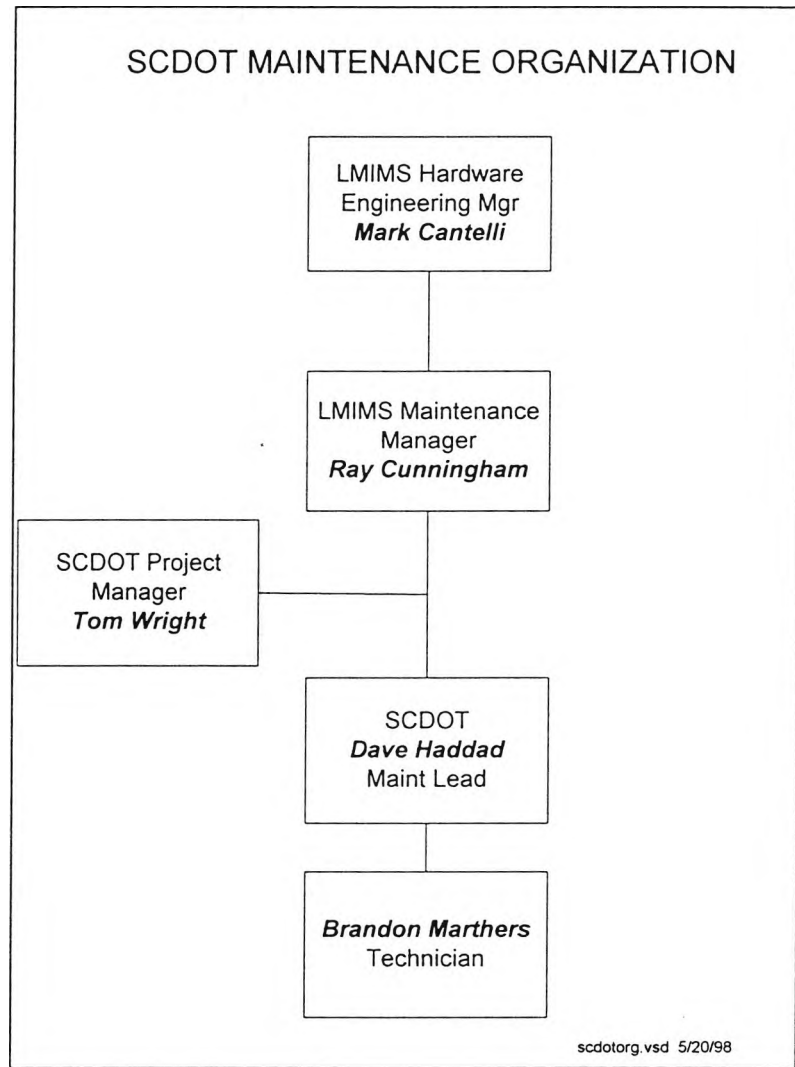 SCDOT MAINTENANCE ORGANIZATION
LMIMS Hardware
Engineering Mgr
Mark Cantelli
LMIMS Maintenance
Manager
Ray Cunningham
SCDOT Project
Manager
Tom Wright
SCDOT
Dave Haddad
Maint Lead
Brandon Marthers
Technician
scdotorg.vsd 5/20/98